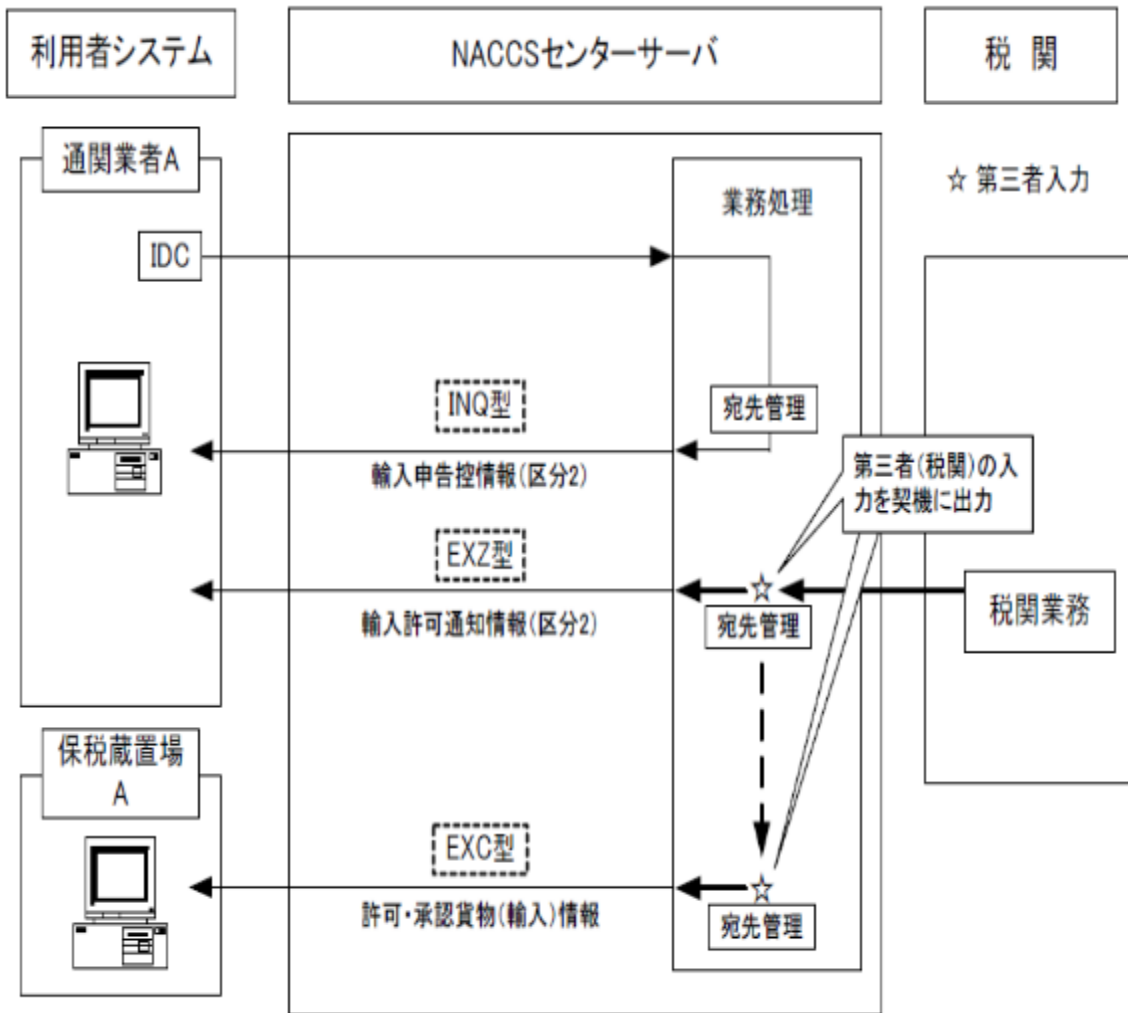 利用者システム
NACCSセンターサーバ
税 関
通関業者A
☆ 第三者入力
業務処理
IDC
INQ型
宛先管理
輸入申告控情報(区分2)
第三者(税関)の入
力を契機に出力
EXZ型
輸入許可通知情報(区分2)
宛先管理
税関業務
保税蔵置場
A
EXC型
☆
☆
許可・承認貨物(輸入)情報
宛先管理